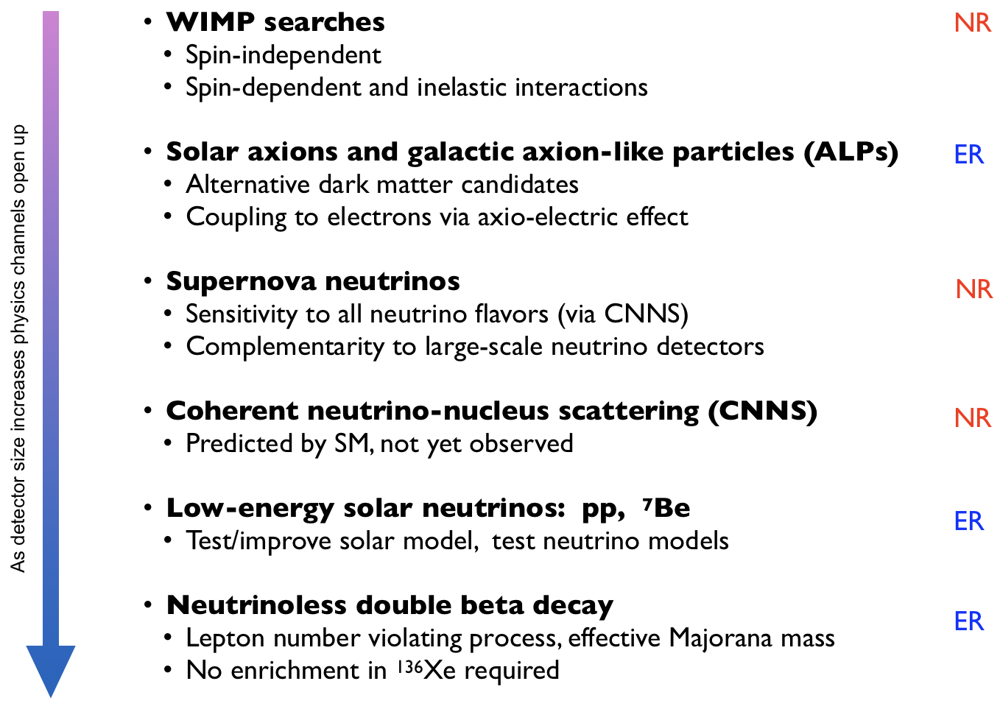 As detector size increases physics channels open up
• WIMP searches NR
• Spin-independent
• Spin-dependent and inelastic interactions
• Solar axions and galactic axion-like particles (ALPs) ER
• Alternative dark matter candidates
• Coupling to electrons via axio-electric effect
• Supernova neutrinos NR
• Sensitivity to all neutrino flavors (via CNNS)
• Complementarity to large-scale neutrino detectors
• Coherent neutrino-nucleus scattering (CNNS) NR
• Predicted by SM, not yet observed
• Low-energy solar neutrinos: pp, ⁷Be ER
• Test/improve solar model, test neutrino models
• Neutrinoless double beta decay ER
• Lepton number violating process, effective Majorana mass
• No enrichment in ¹³⁶Xe required